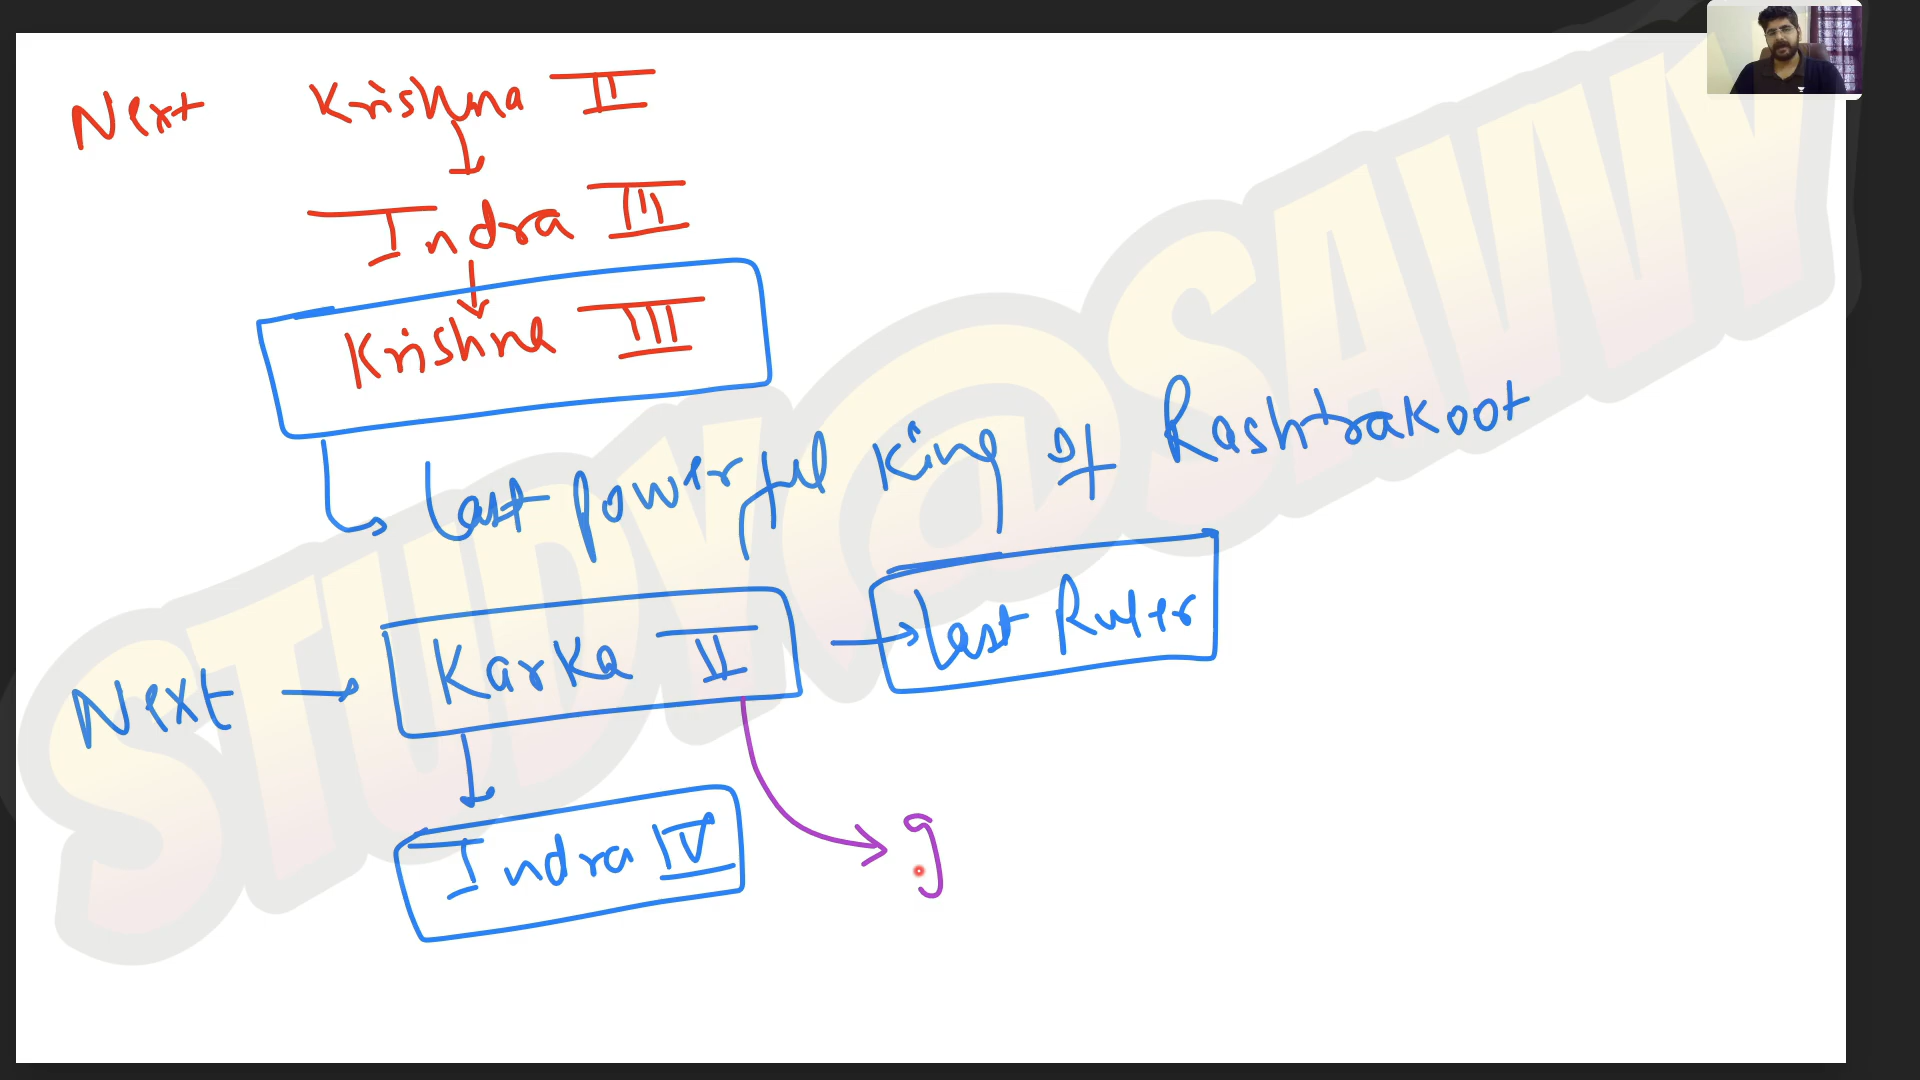 Next Krishna II
Indra III
Krishna III
Last powerful king of Rashtrakoot
Next → Karka II → Last Ruler
Indra IV
g
STUDY@SAVVY